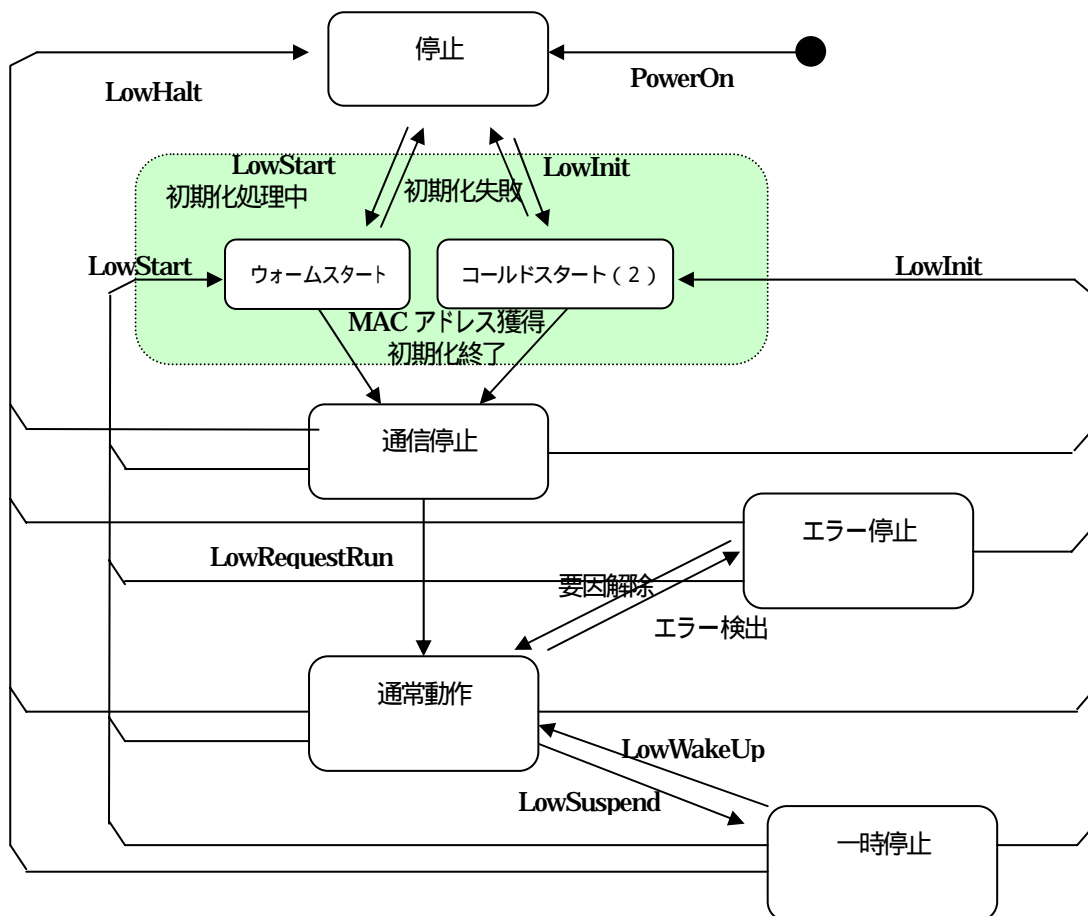 停止
PowerOn
LowHalt
LowStart
LowInit
初期化処理中
初期化失敗
LowStart
ウォームスタート
コールドスタート（２）
LowInit
MAC アドレス獲得
初期化終了
通信停止
エラー停止
LowRequestRun
要因解除
エラー検出
通常動作
LowWakeUp
LowSuspend
一時停止